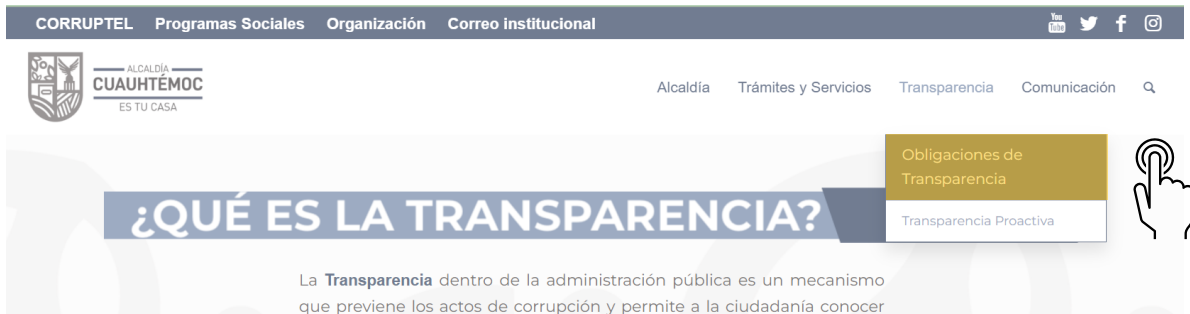 CORRUPTEL Programas Sociales Organización Correo institucional
You Tube
ALCALDÍA
CUAUHTÉMOC
ES TU CASA
Alcaldía Trámites y Servicios Transparencia Comunicación
Obligaciones de
Transparencia
Transparencia Proactiva
¿QUÉ ES LA TRANSPARENCIA?
La Transparencia dentro de la administración pública es un mecanismo
que previene los actos de corrupción y permite a la ciudadanía conocer